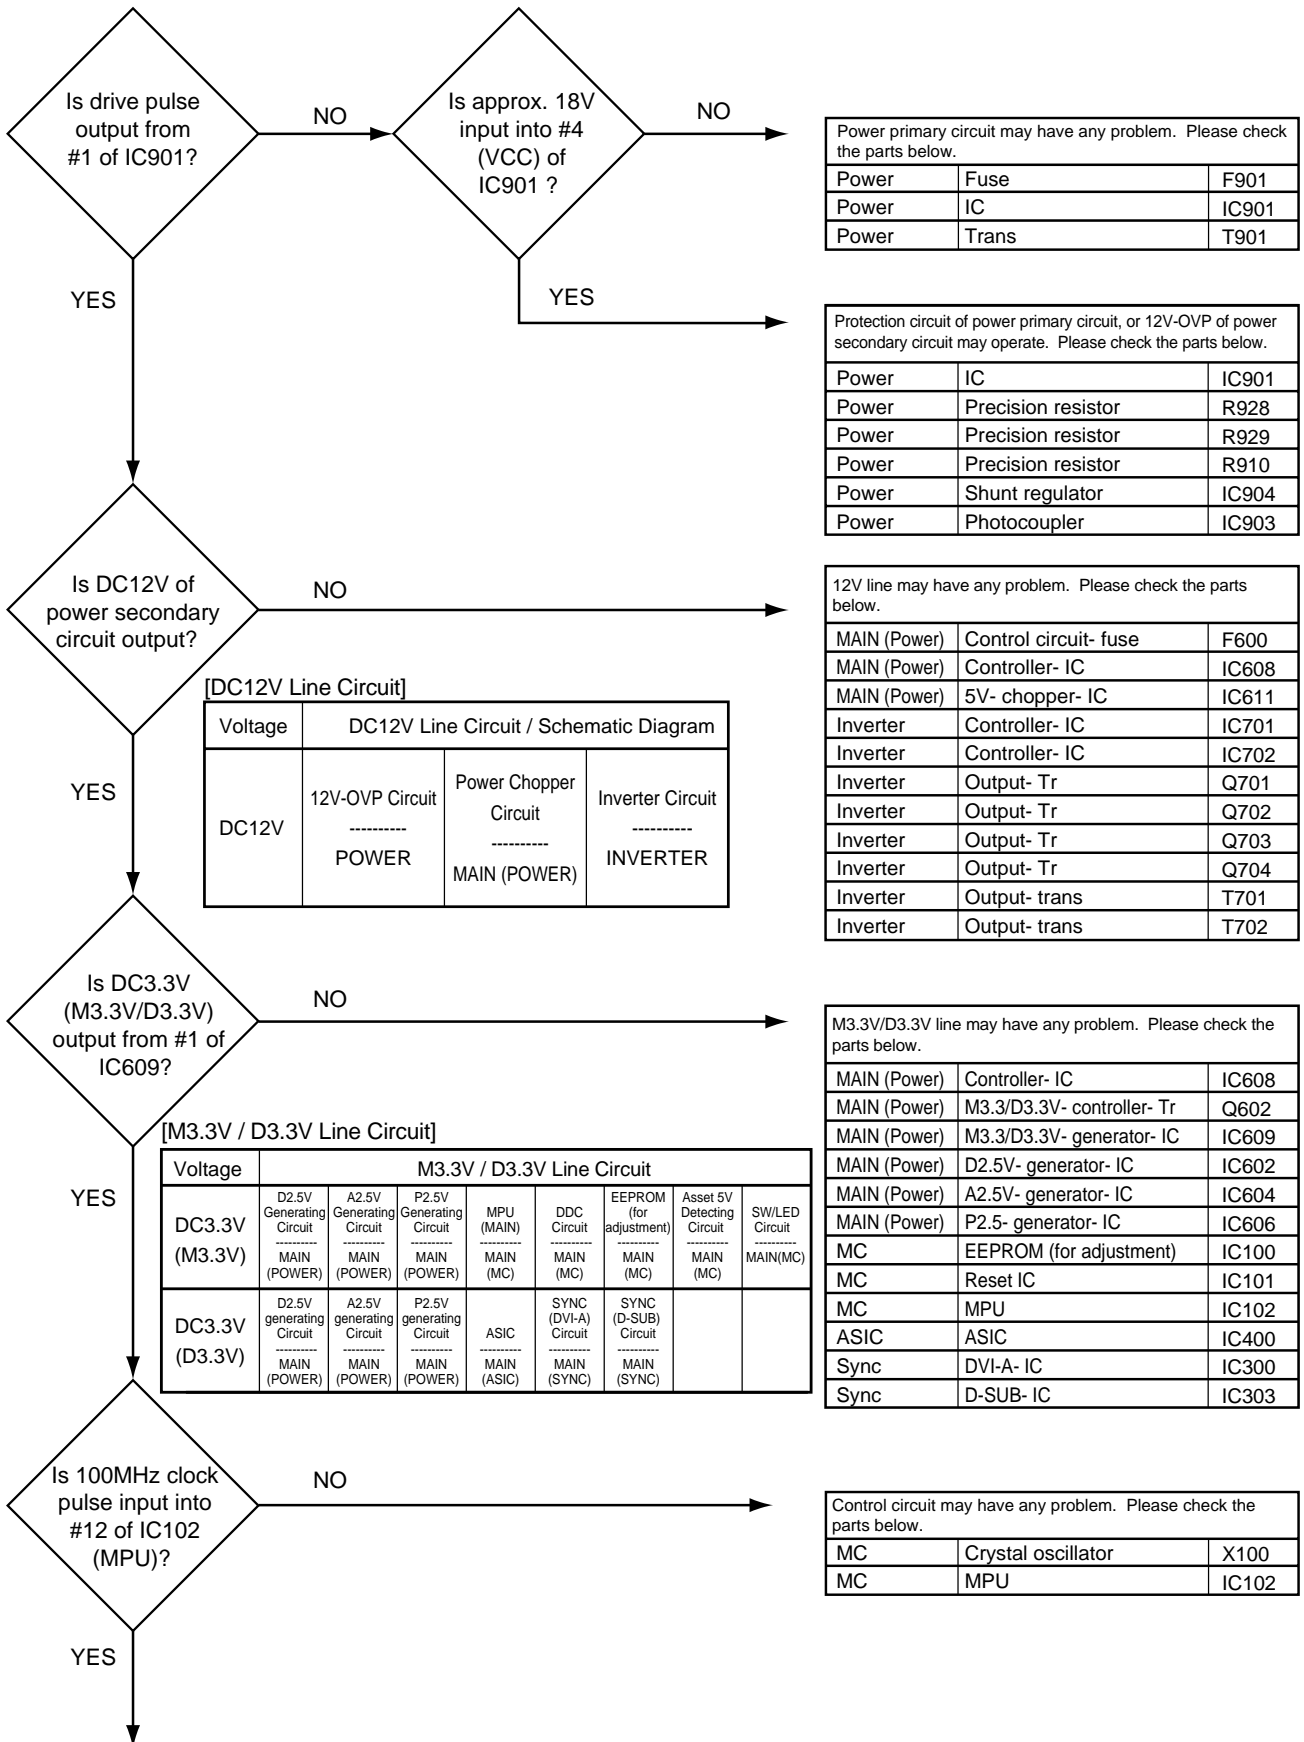 Is drive pulse
output from
#1 of IC901?
NO
Is approx. 18V
input into #4
(VCC) of
IC901 ?
NO
Power primary circuit may have any problem. Please check
the parts below.
Power Fuse F901
Power IC IC901
Power Trans T901
YES
YES
Protection circuit of power primary circuit, or 12V-OVP of power
secondary circuit may operate. Please check the parts below.
Power IC IC901
Power Precision resistor R928
Power Precision resistor R929
Power Precision resistor R910
Power Shunt regulator IC904
Power Photocoupler IC903
Is DC12V of
power secondary
circuit output?
NO
12V line may have any problem. Please check the parts
below.
MAIN (Power) Control circuit- fuse F600
MAIN (Power) Controller- IC IC608
MAIN (Power) 5V- chopper- IC IC611
Inverter Controller- IC IC701
Inverter Controller- IC IC702
Inverter Output- Tr Q701
Inverter Output- Tr Q702
Inverter Output- Tr Q703
Inverter Output- Tr Q704
Inverter Output- trans T701
Inverter Output- trans T702
YES
[DC12V Line Circuit]
Voltage DC12V Line Circuit / Schematic Diagram
DC12V
12V-OVP Circuit
----------
POWER
Power Chopper
Circuit
----------
MAIN (POWER)
Inverter Circuit
----------
INVERTER
Is DC3.3V
(M3.3V/D3.3V)
output from #1 of
IC609?
NO
M3.3V/D3.3V line may have any problem. Please check the
parts below.
MAIN (Power) Controller- IC IC608
MAIN (Power) M3.3/D3.3V- controller- Tr Q602
MAIN (Power) M3.3/D3.3V- generator- IC IC609
MAIN (Power) D2.5V- generator- IC IC602
MAIN (Power) A2.5V- generator- IC IC604
MAIN (Power) P2.5- generator- IC IC606
MC EEPROM (for adjustment) IC100
MC Reset IC IC101
MC MPU IC102
ASIC ASIC IC400
Sync DVI-A- IC IC300
Sync D-SUB- IC IC303
YES
[M3.3V / D3.3V Line Circuit]
Voltage M3.3V / D3.3V Line Circuit
DC3.3V
(M3.3V)
D2.5V
Generating
Circuit
----------
MAIN
(POWER)
A2.5V
Generating
Circuit
----------
MAIN
(POWER)
P2.5V
Generating
Circuit
----------
MAIN
(POWER)
MPU
(MAIN)
----------
MAIN
(MC)
DDC
Circuit
----------
MAIN
(MC)
EEPROM
(for
adjustment)
----------
MAIN
(MC)
Asset 5V
Detecting
Circuit
----------
MAIN
(MC)
SW/LED
Circuit
----------
MAIN(MC)
DC3.3V
(D3.3V)
D2.5V
generating
Circuit
----------
MAIN
(POWER)
A2.5V
generating
Circuit
----------
MAIN
(POWER)
P2.5V
generating
Circuit
----------
MAIN
(POWER)
ASIC
----------
MAIN
(ASIC)
SYNC
(DVI-A)
Circuit
----------
MAIN
(SYNC)
SYNC
(D-SUB)
Circuit
----------
MAIN
(SYNC)
Is 100MHz clock
pulse input into
#12 of IC102
(MPU)?
NO
Control circuit may have any problem. Please check the
parts below.
MC Crystal oscillator X100
MC MPU IC102
YES